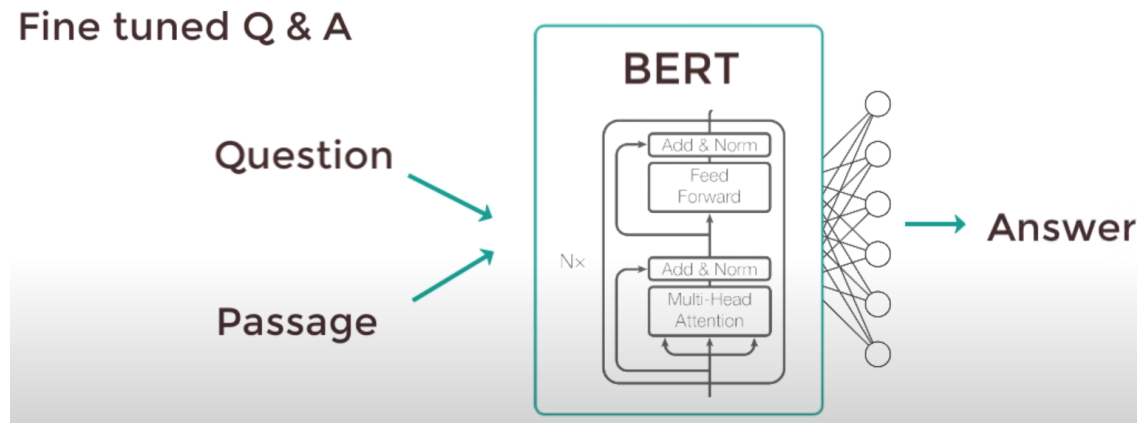 Fine tuned Q & A
BERT
Question
Passage
Add & Norm
Feed
Forward
Nx
Add & Norm
Multi-Head
Attention
Answer